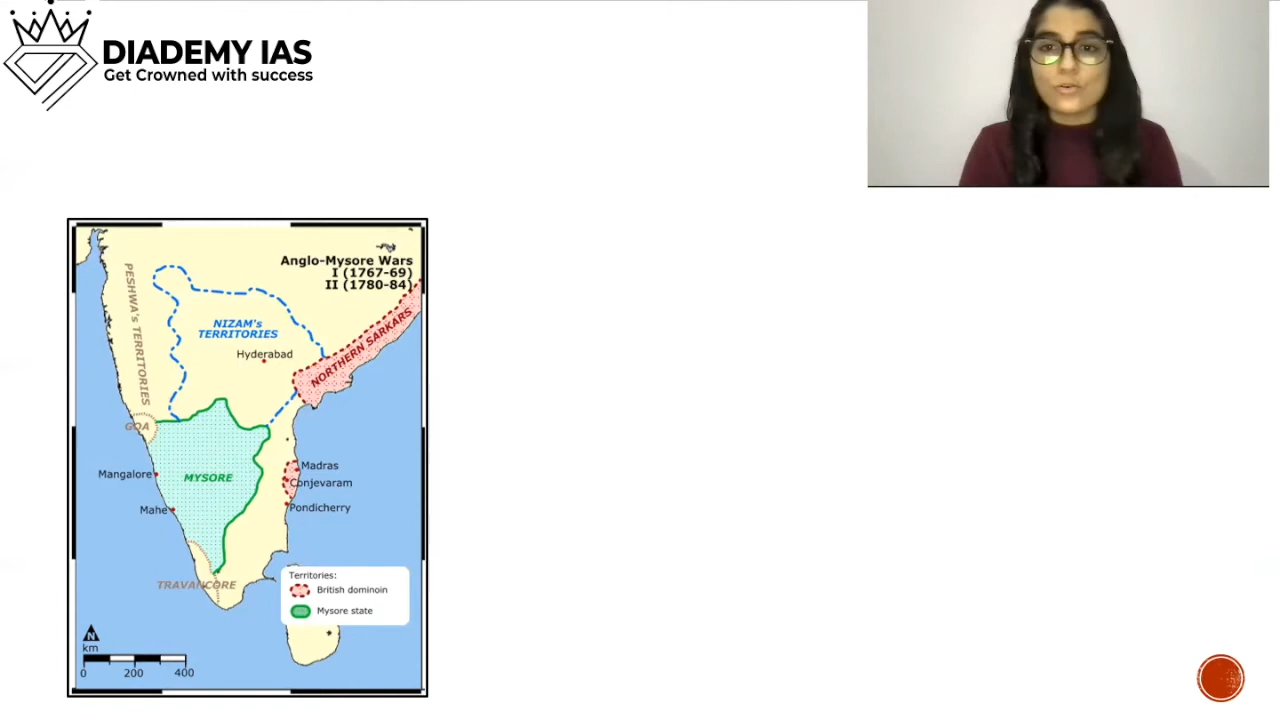 DIADEMY IAS
Get Crowned with success
Anglo-Mysore Wars
I (1767-69)
II (1780-84)
PESHWA's TERRITORIES
NIZAM's
TERRITORIES
Hyderabad
NORTHERN SARKARS
GOA
Mangalore
MYSORE
Madras
Conjevaram
Mahe
Pondicherry
TRAVANCORE
Territories:
British dominoin
Mysore state
N
km
0 200 400